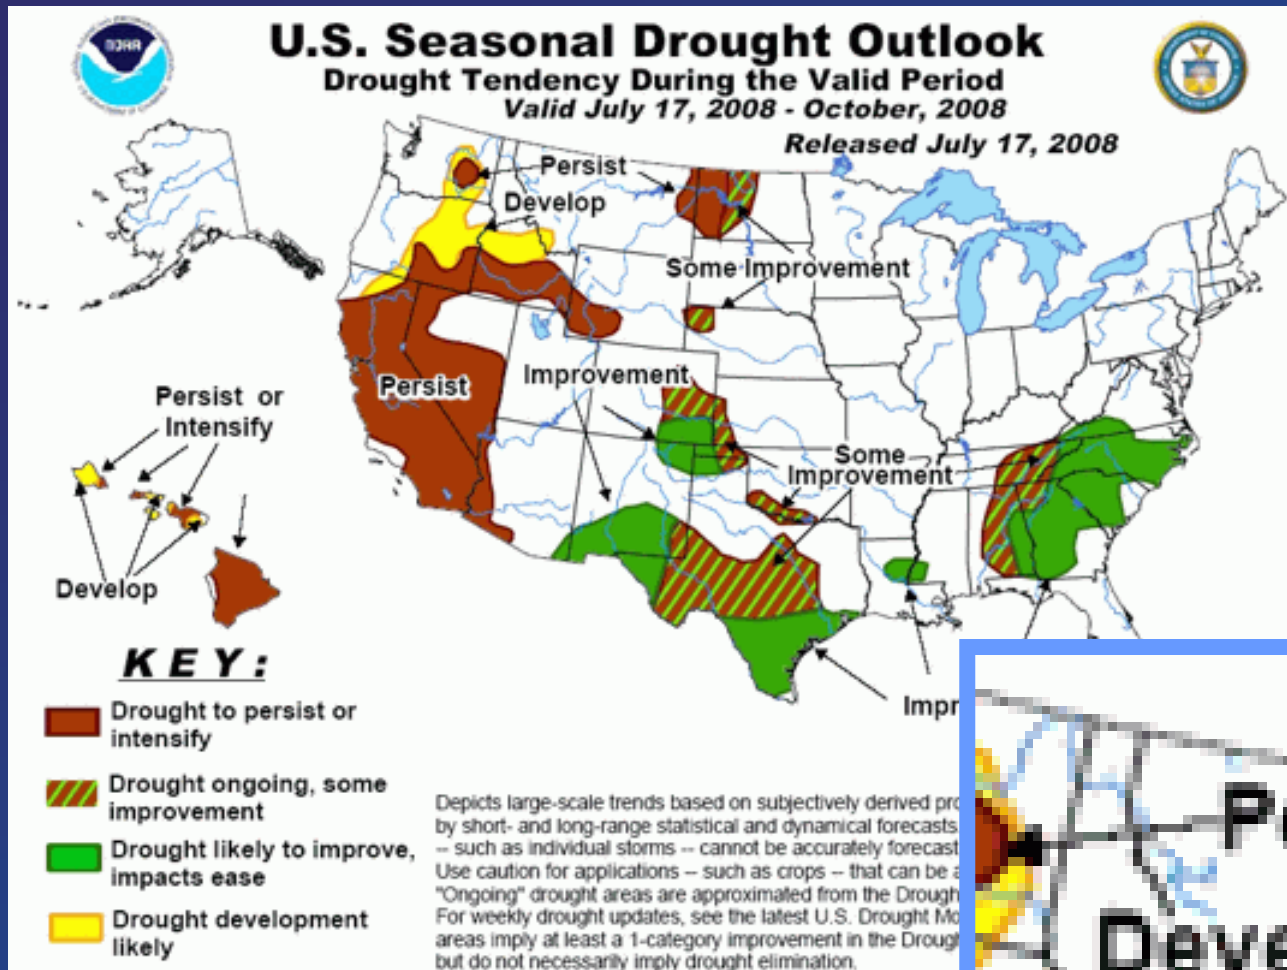 NOAA
U.S. Seasonal Drought Outlook
Drought Tendency During the Valid Period
Valid July 17, 2008 - October, 2008
Released July 17, 2008
Persist
Develop
Some Improvement
Persist
Improvement
Some
Improvement
Persist or
Intensify
Develop
Impr
KEY:
Drought to persist or
intensify
Drought ongoing, some
improvement
Drought likely to improve,
impacts ease
Drought development
likely
Depicts large-scale trends based on subjectively derived pro
by short- and long-range statistical and dynamical forecasts.
-- such as individual storms -- cannot be accurately forecast
Use caution for applications -- such as crops -- that can be a
"Ongoing" drought areas are approximated from the Drough
For weekly drought updates, see the latest U.S. Drought Mo
areas imply at least a 1-category improvement in the Drough
but do not necessarily imply drought elimination.
P
Deve